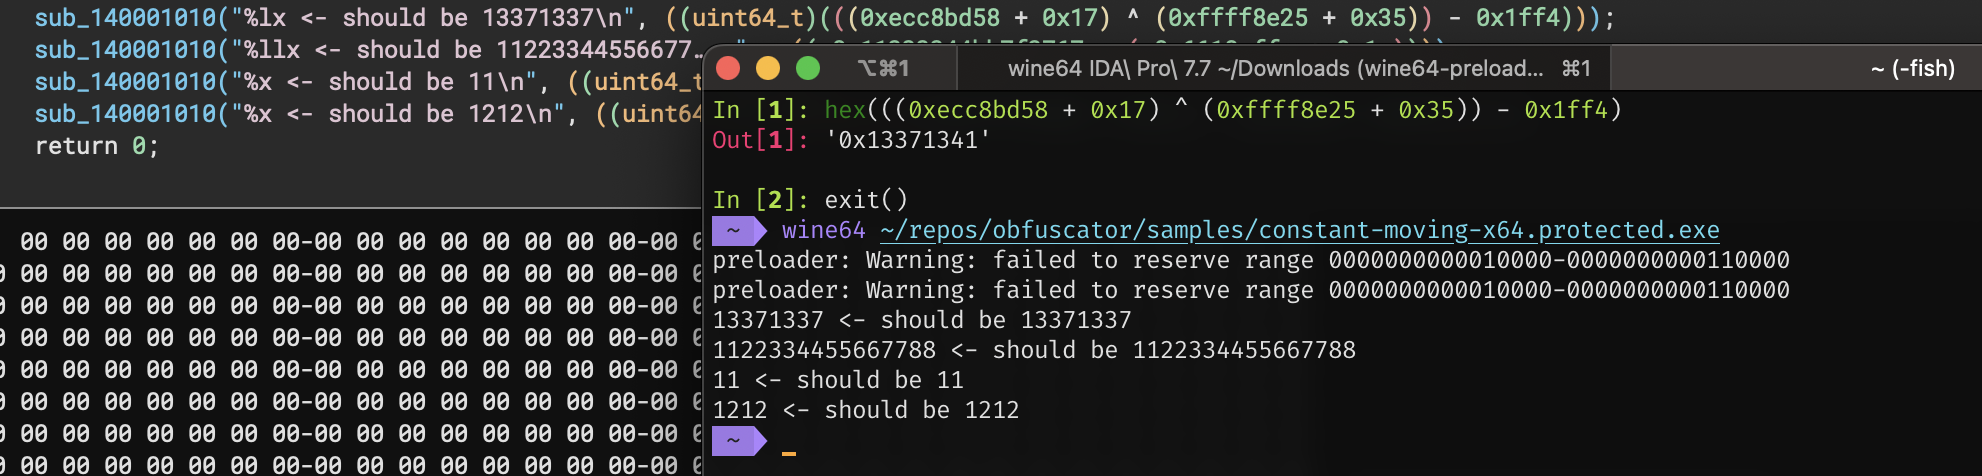 sub_140001010("%lx <- should be 13371337\n", ((uint64_t)(((0xecc8bd58 + 0x17) ^ (0xffff8e25 + 0x35)) - 0x1ff4)));
sub_140001010("%llx <- should be 11223344556677…
sub_140001010("%x <- should be 11\n", ((uint64_t
sub_140001010("%x <- should be 1212\n", ((uint64
return 0;
⌥⌘1
wine64 IDA\ Pro\ 7.7 ~/Downloads (wine64-preload... ⌘1
~ (-fish)
In [1]: hex(((0xecc8bd58 + 0x17) ^ (0xffff8e25 + 0x35)) - 0x1ff4)
Out[1]: '0x13371341'
In [2]: exit()
~ wine64 ~/repos/obfuscator/samples/constant-moving-x64.protected.exe
preloader: Warning: failed to reserve range 0000000000010000-0000000000110000
preloader: Warning: failed to reserve range 0000000000010000-0000000000110000
13371337 <- should be 13371337
1122334455667788 <- should be 1122334455667788
11 <- should be 11
1212 <- should be 1212
~
00 00 00 00 00 00 00-00 00 00 00 00 00 00 00-00
00 00 00 00 00 00 00-00 00 00 00 00 00 00 00-00
00 00 00 00 00 00 00-00 00 00 00 00 00 00 00-00
00 00 00 00 00 00 00-00 00 00 00 00 00 00 00-00
00 00 00 00 00 00 00-00 00 00 00 00 00 00 00-00
00 00 00 00 00 00 00-00 00 00 00 00 00 00 00-00
00 00 00 00 00 00 00-00 00 00 00 00 00 00 00-00
00 00 00 00 00 00 00-00 00 00 00 00 00 00 00-00